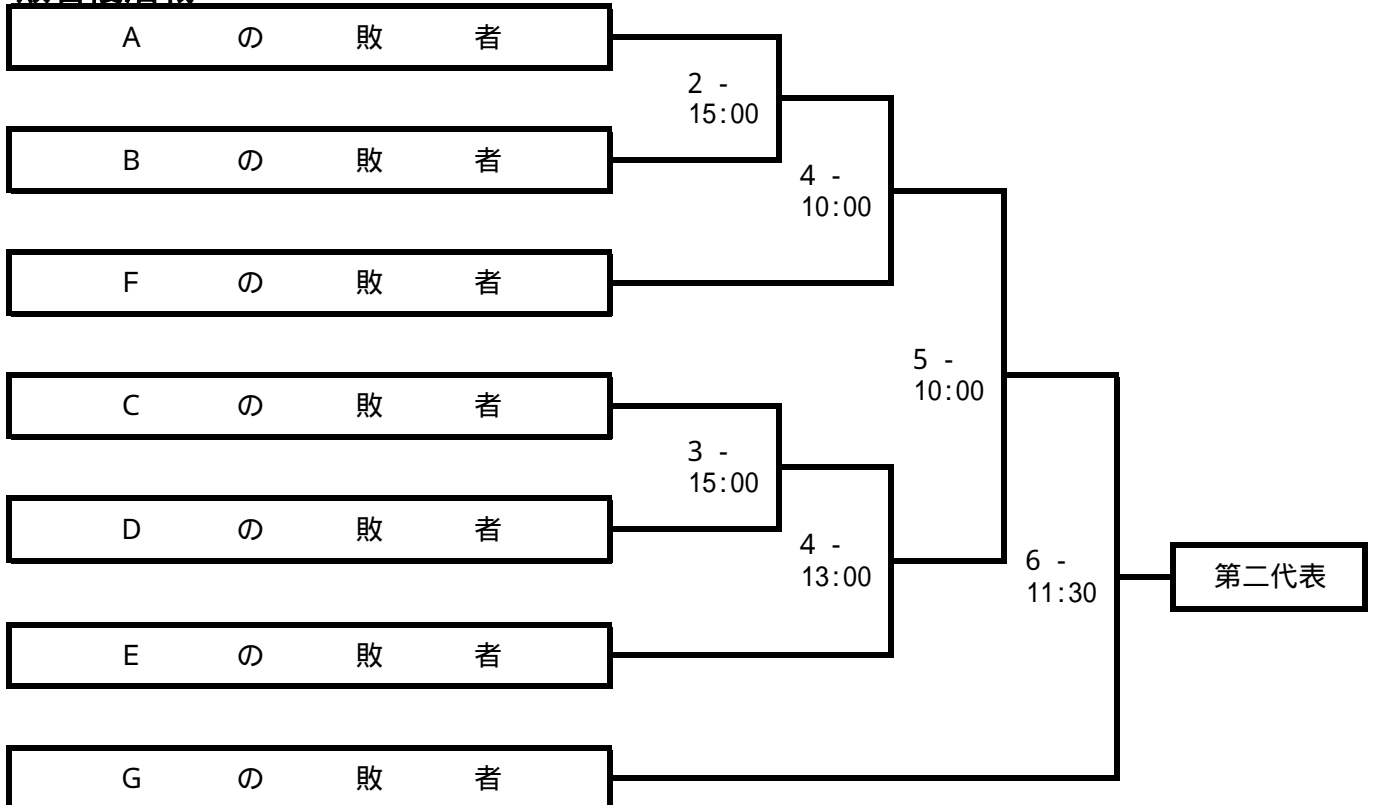 A の 敗 者
2 -
15:00
B の 敗 者
4 -
10:00
F の 敗 者
5 -
10:00
C の 敗 者
3 -
15:00
D の 敗 者
4 -
13:00
6 -
11:30
第二代表
E の 敗 者
G の 敗 者